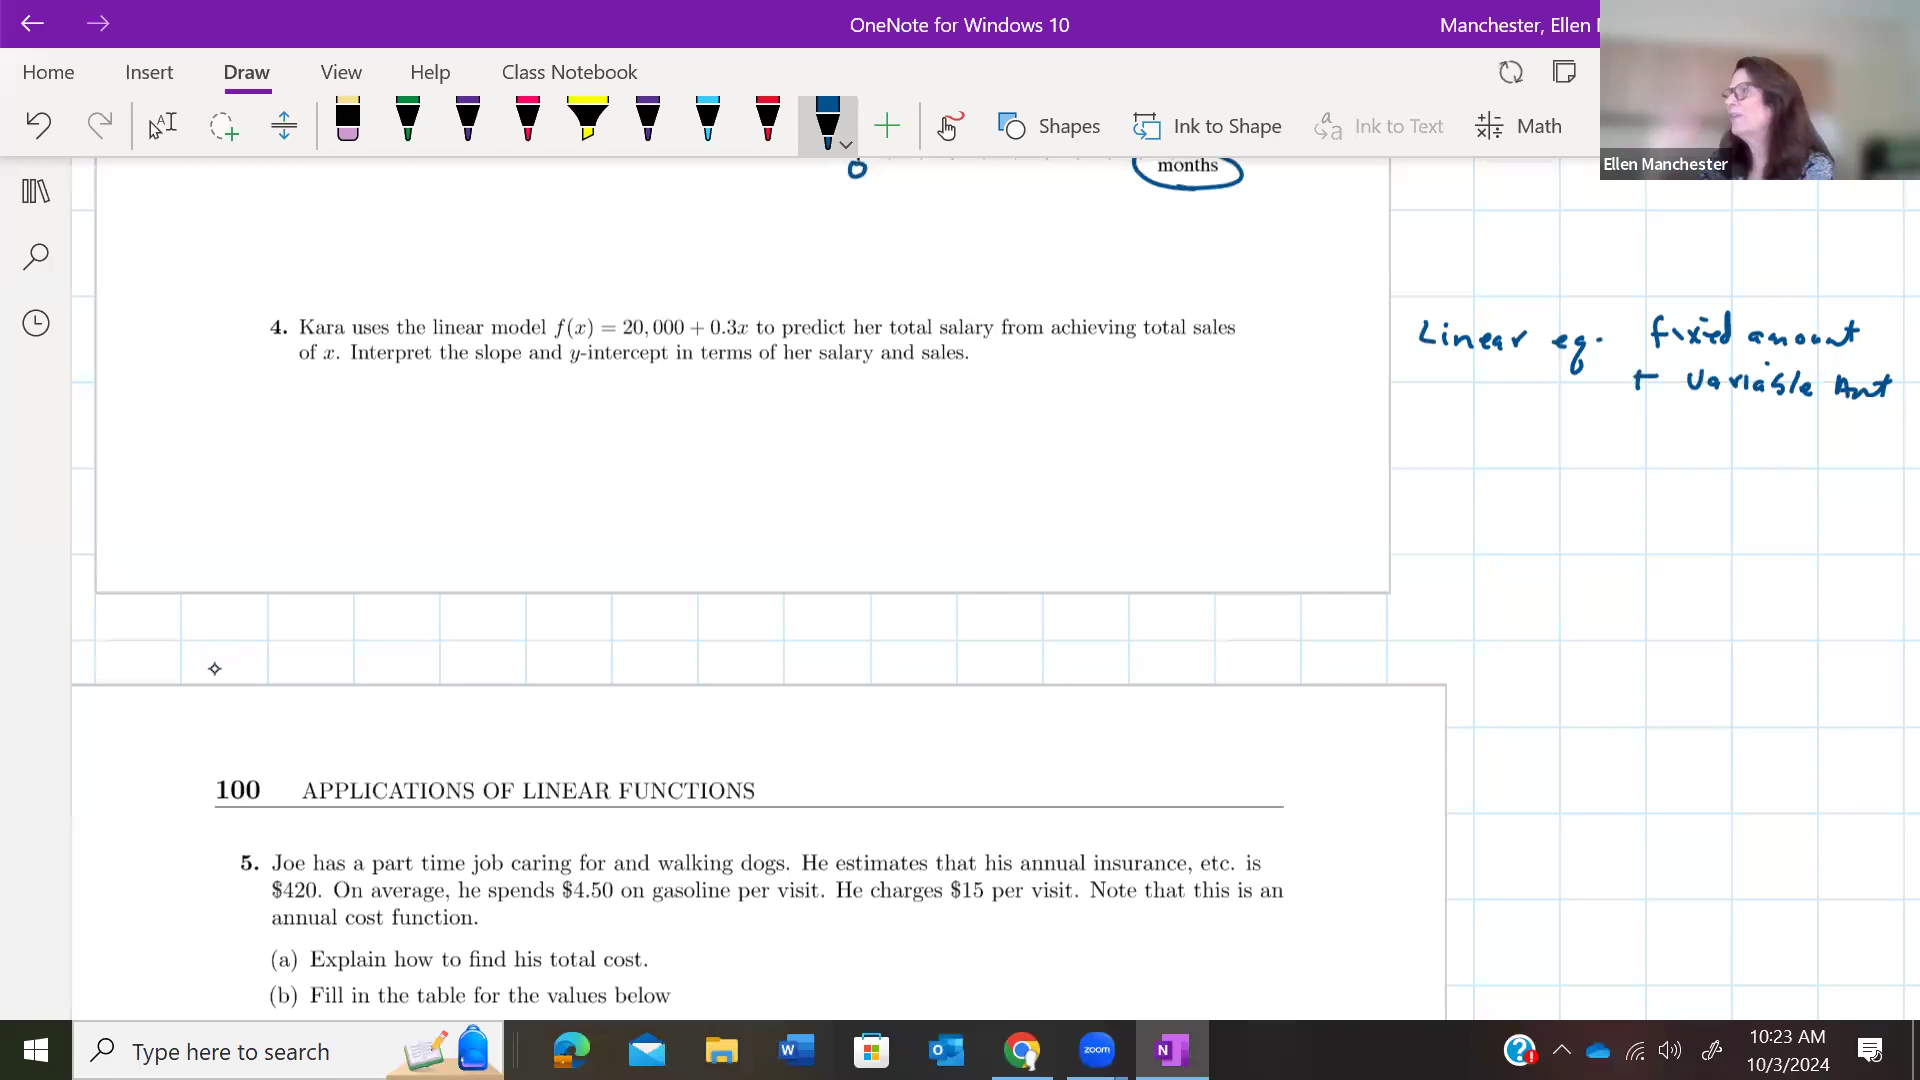 OneNote for Windows 10
Manchester, Ellen
Home Insert Draw View Help Class Notebook
Shapes Ink to Shape Ink to Text Math
Ellen Manchester
months
4. Kara uses the linear model f(x) = 20,000 + 0.3x to predict her total salary from achieving total sales
of x. Interpret the slope and y-intercept in terms of her salary and sales.
Linear eq. fixed amount
+ Variable Amt
100 APPLICATIONS OF LINEAR FUNCTIONS
5. Joe has a part time job caring for and walking dogs. He estimates that his annual insurance, etc. is
$420. On average, he spends $4.50 on gasoline per visit. He charges $15 per visit. Note that this is an
annual cost function.
(a) Explain how to find his total cost.
(b) Fill in the table for the values below
Type here to search
zoom
10:23 AM
10/3/2024